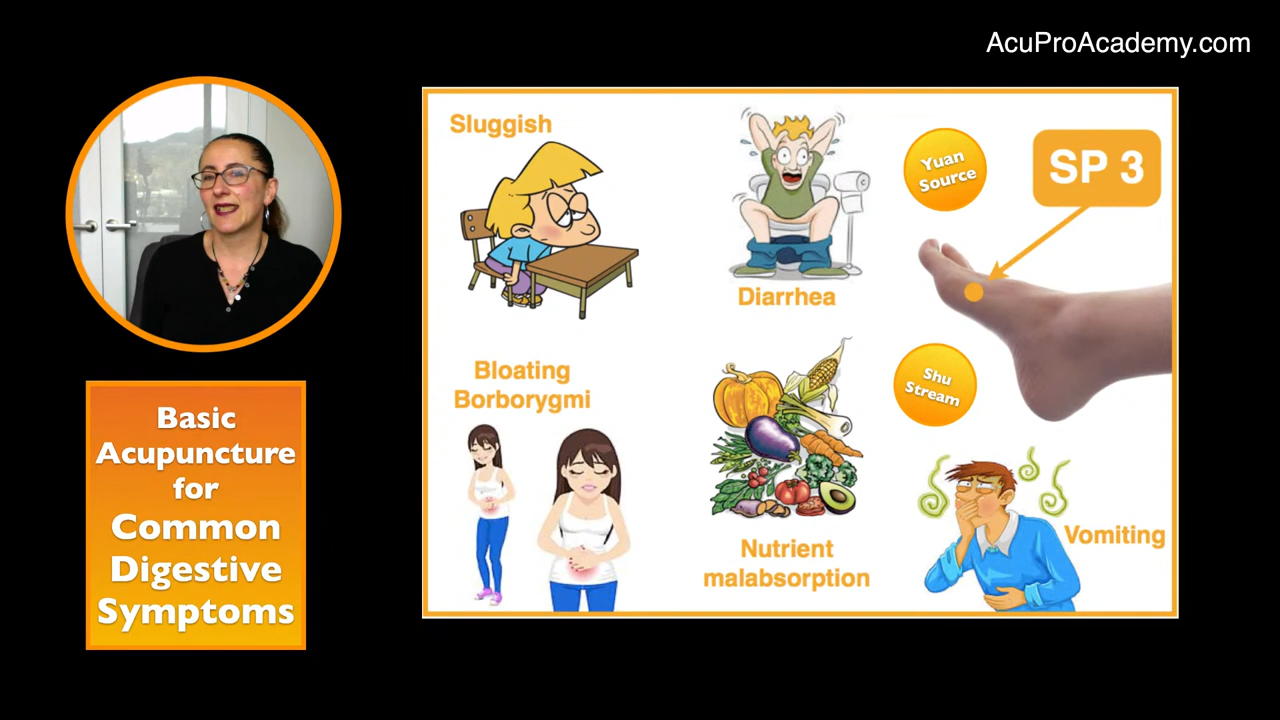 AcuProAcademy.com
Basic
Acupuncture
for
Common
Digestive
Symptoms
Sluggish
Diarrhea
Yuan
Source
SP 3
Bloating
Borborygmi
Nutrient
malabsorption
Shu
Stream
Vomiting